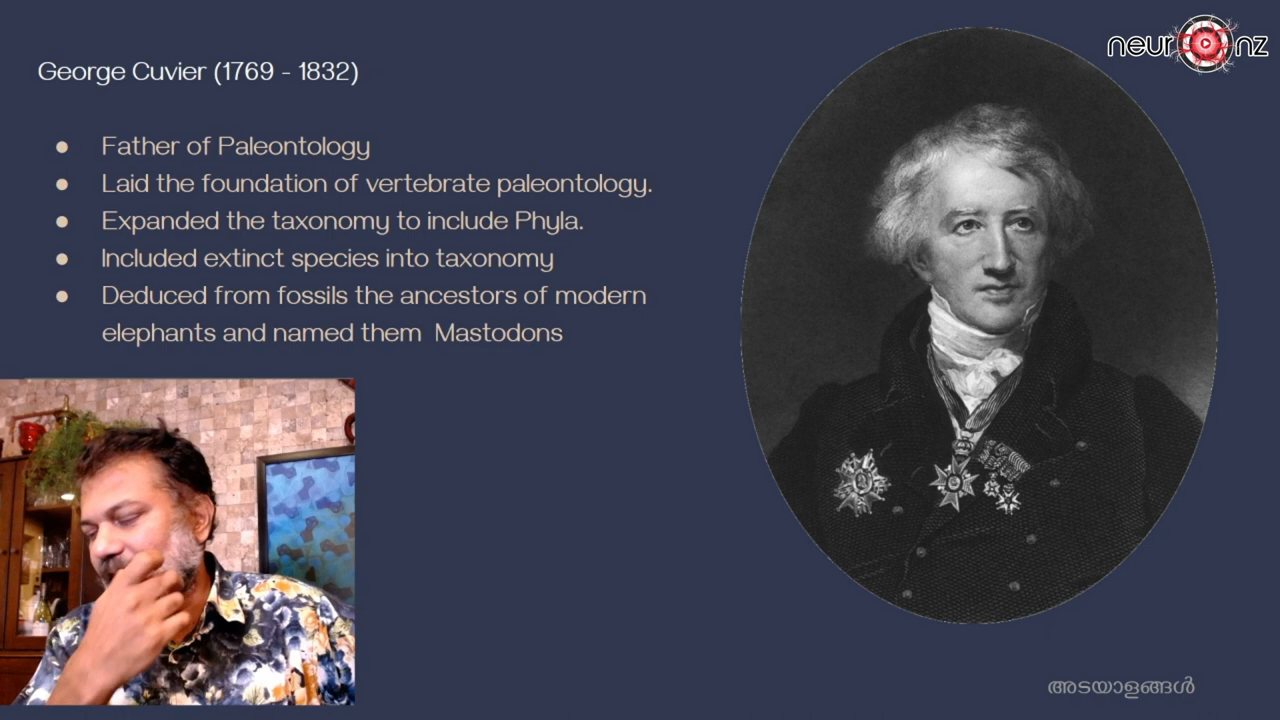 neur nz
George Cuvier (1769 - 1832)
● Father of Paleontology
● Laid the foundation of vertebrate paleontology.
● Expanded the taxonomy to include Phyla.
● Included extinct species into taxonomy
● Deduced from fossils the ancestors of modern
elephants and named them Mastodons
അടയാളങ്ങൾ